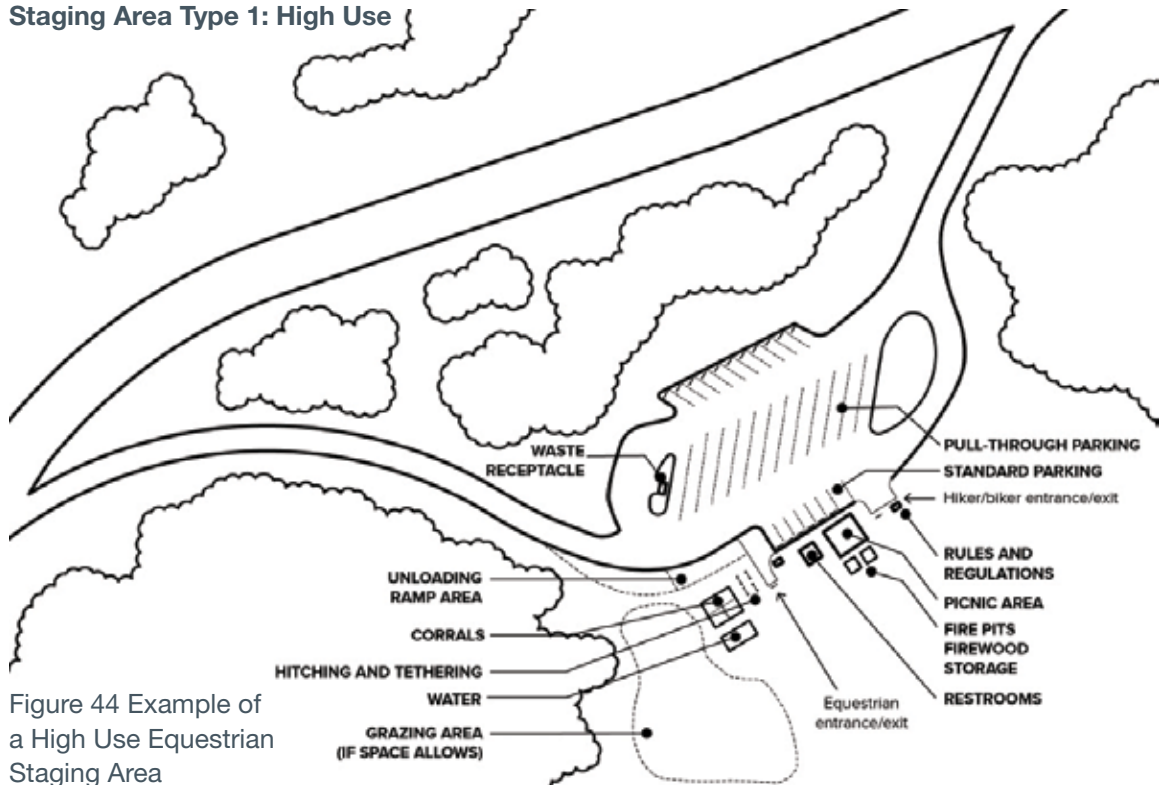 Staging Area Type 1: High Use
WASTE
RECEPTACLE
PULL-THROUGH PARKING
STANDARD PARKING
Hiker/biker entrance/exit
RULES AND
REGULATIONS
PICNIC AREA
FIRE PITS
FIREWOOD
STORAGE
RESTROOMS
UNLOADING
RAMP AREA
CORRALS
HITCHING AND TETHERING
WATER
GRAZING AREA
(IF SPACE ALLOWS)
Equestrian
entrance/exit
Figure 44 Example of
a High Use Equestrian
Staging Area